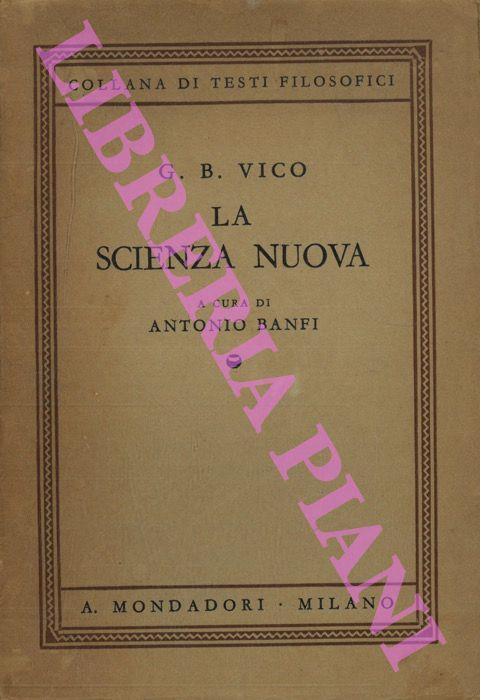 COLLANA DI TESTI FILOSOFICI
G. B. VICO
LA
SCIENZA NUOVA
A CURA DI
ANTONIO BANFI
A. MONDADORI · MILANO
LIBRERIA PIANI